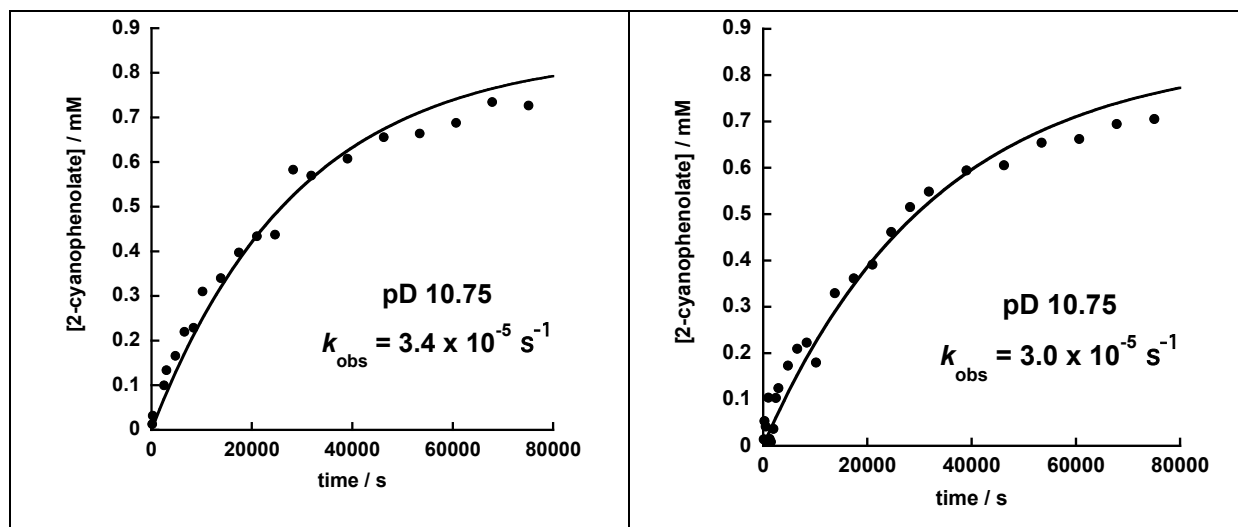 0.9
0.8
0.7
0.6
0.5
0.4
0.3
0.2
0.1
0
[2-cyanophenolate] / mM
pD 10.75
k_obs = 3.4 x 10⁻⁵ s⁻¹
0 20000 40000 60000 80000
time / s
0.9
0.8
0.7
0.6
0.5
0.4
0.3
0.2
0.1
0
[2-cyanophenolate] / mM
pD 10.75
k_obs = 3.0 x 10⁻⁵ s⁻¹
0 20000 40000 60000 80000
time / s